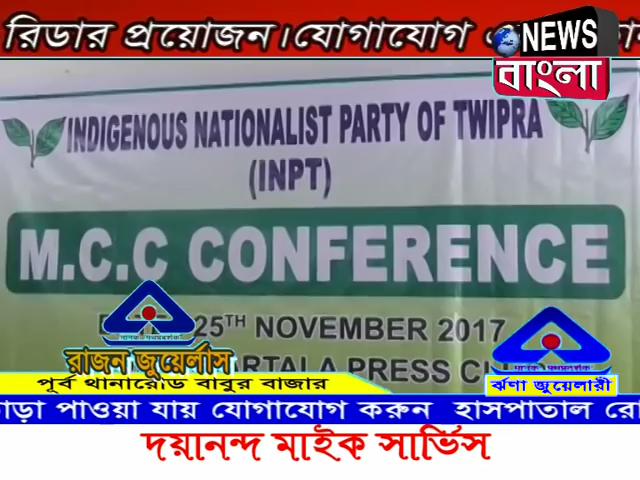 রিডার প্রয়োজন।যোগাযোগ
NEWS
বাংলা
INDIGENOUS NATIONALIST PARTY OF TWIPRA
(INPT)
M.C.C CONFERENCE
25TH NOVEMBER 2017
PRESS
রাজন জুয়ের্লাস
পূর্ব থানারোড বাবুর বাজার
ঝর্ণা জুয়েলারী
পাওয়া যায় যোগাযোগ করুন হাসপাতাল
দয়ানন্দ মাইক সার্ভিস